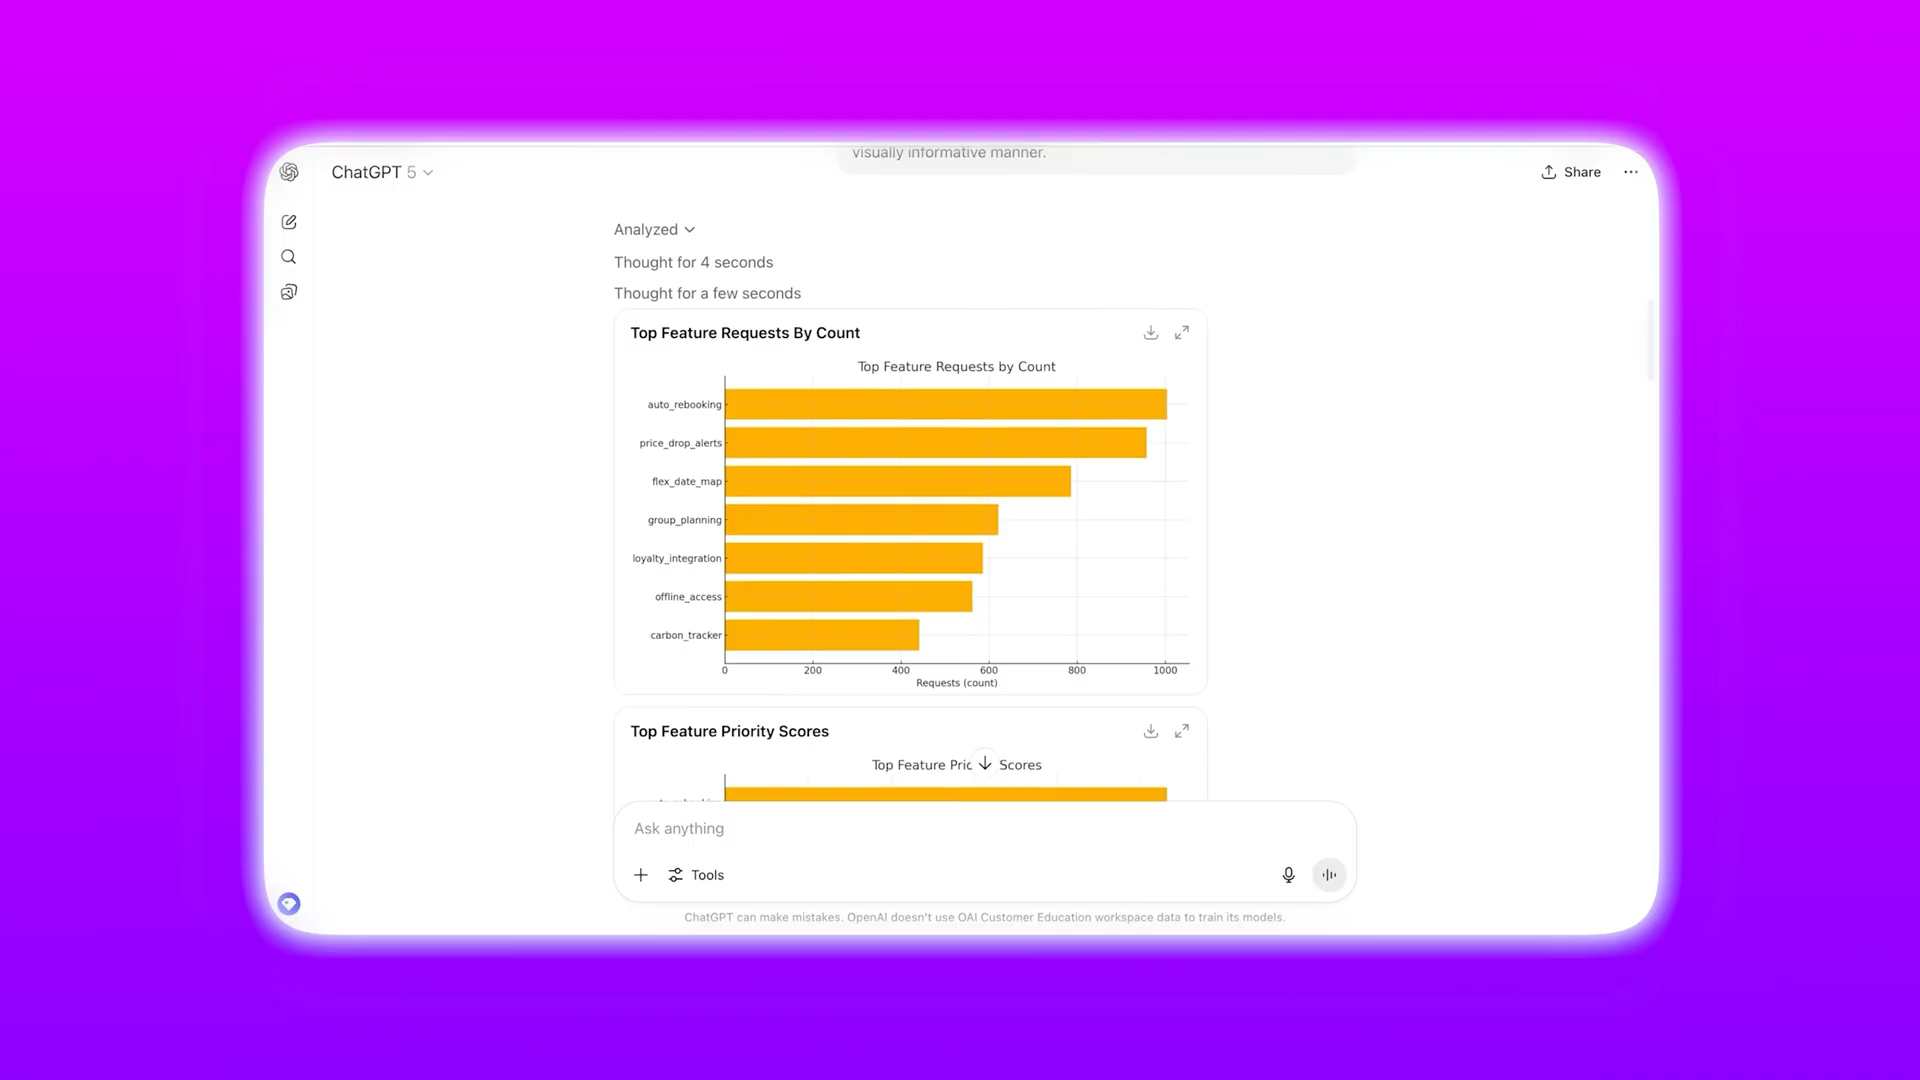 visually informative manner.
ChatGPT 5
Share
Analyzed
Thought for 4 seconds
Thought for a few seconds
Top Feature Requests By Count
Top Feature Requests by Count
auto_rebooking
price_drop_alerts
flex_date_map
group_planning
loyalty_integration
offline_access
carbon_tracker
0 200 400 600 800 1000
Requests (count)
Top Feature Priority Scores
Top Feature Scores
Ask anything
Tools
ChatGPT can make mistakes. OpenAI doesn't use OAI Customer Education workspace data to train its models.